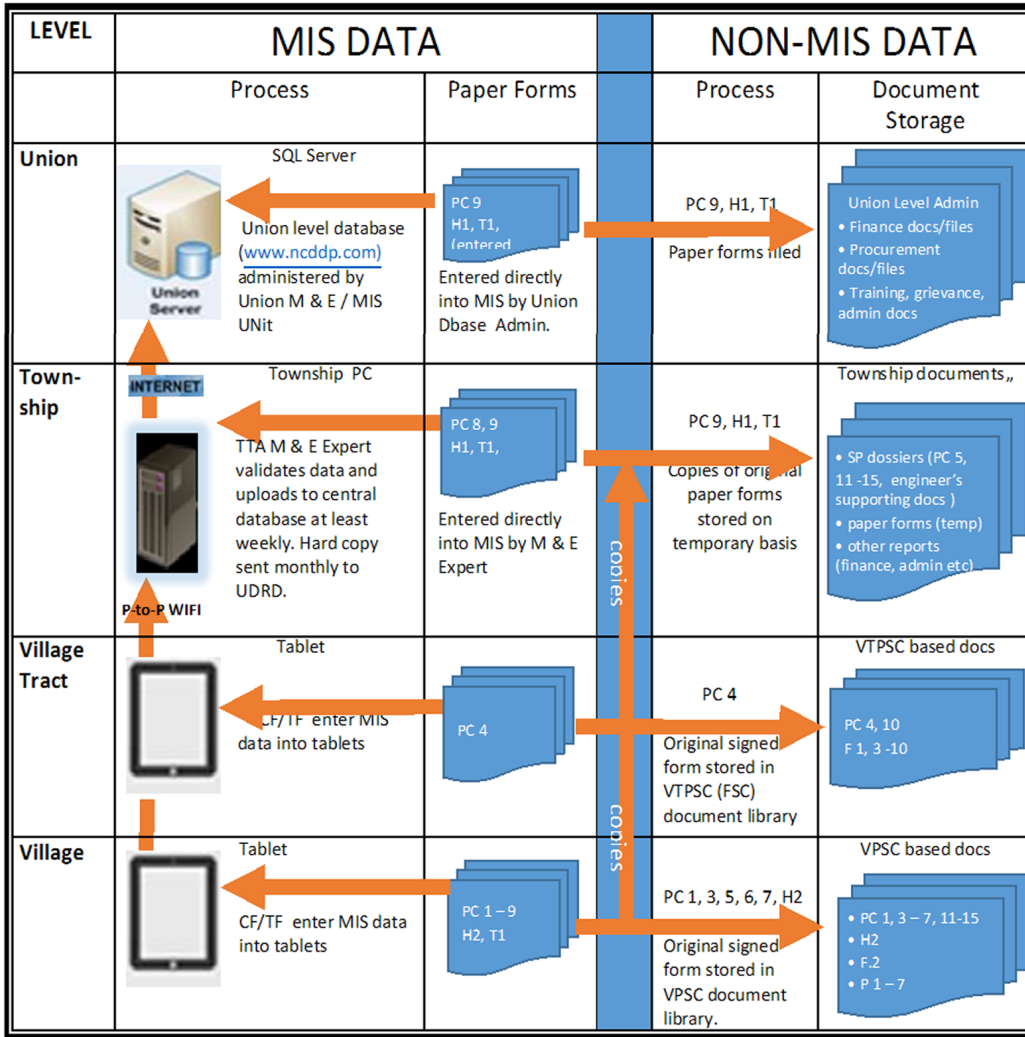 LEVEL
MIS DATA
NON-MIS DATA
Process
Paper Forms
Process
Document
Storage
Union
SQL Server
Union level database
(www.ncddp.com)
administered by
Union M & E / MIS
UNit
Union
Server
PC 9
H1, T1,
(entered
Entered directly
into MIS by Union
Dbase Admin.
PC 9, H1, T1
Paper forms filed
Union Level Admin
• Finance docs/files
• Procurement
docs/files
• Training, grievance,
admin docs
Town-
ship
INTERNET
Township PC
TTA M & E Expert
validates data and
uploads to central
database at least
weekly. Hard copy
sent monthly to
UDRD.
P-to-P WIFI
PC 8, 9
H1, T1,
Entered directly
into MIS by M & E
Expert
PC 9, H1, T1
Copies of original
paper forms
stored on
temporary basis
Township documents„
• SP dossiers (PC 5,
11 -15, engineer's
supporting docs )
• paper forms (temp)
• other reports
(finance, admin etc)
copies
Village
Tract
Tablet
CF/TF enter MIS
data into tablets
PC 4
PC 4
Original signed
form stored in
VTPSC (FSC)
document library
VTPSC based docs
PC 4, 10
F 1, 3 -10
copies
Village
Tablet
CF/TF enter MIS data
into tablets
PC 1 – 9
H2, T1
PC 1, 3, 5, 6, 7, H2
Original signed
form stored in
VPSC document
library.
VPSC based docs
• PC 1, 3 – 7, 11-15
• H2
• F.2
• P 1 – 7